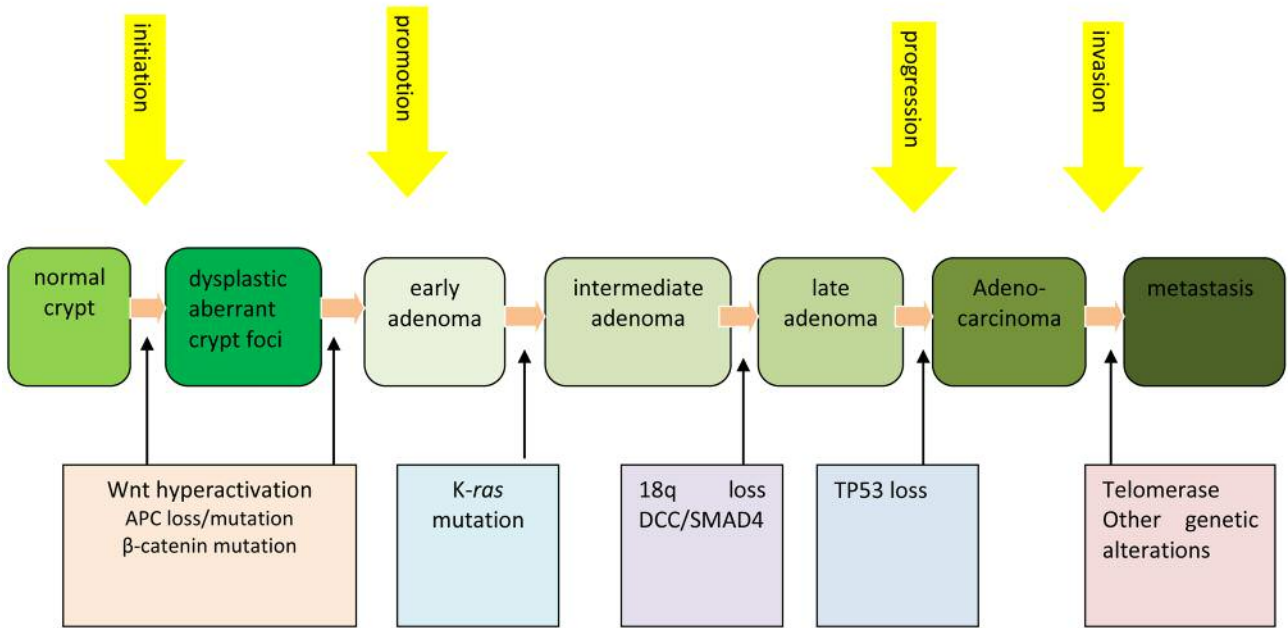 initiation
promotion
progression
invasion
normal
crypt
dysplastic
aberrant
crypt foci
early
adenoma
intermediate
adenoma
late
adenoma
Adeno-
carcinoma
metastasis
Wnt hyperactivation
APC loss/mutation
β-catenin mutation
K-ras
mutation
18q loss
DCC/SMAD4
TP53 loss
Telomerase
Other genetic
alterations